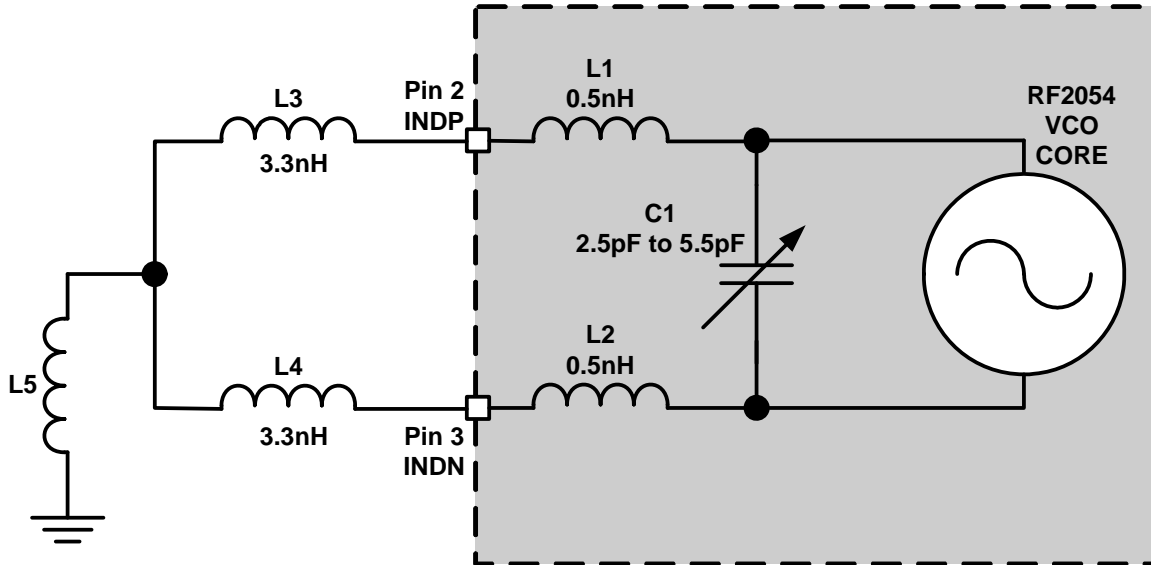 L3
3.3nH
Pin 2
INDP
L1
0.5nH
RF2054
VCO
CORE
C1
2.5pF to 5.5pF
L5
L4
3.3nH
Pin 3
INDN
L2
0.5nH